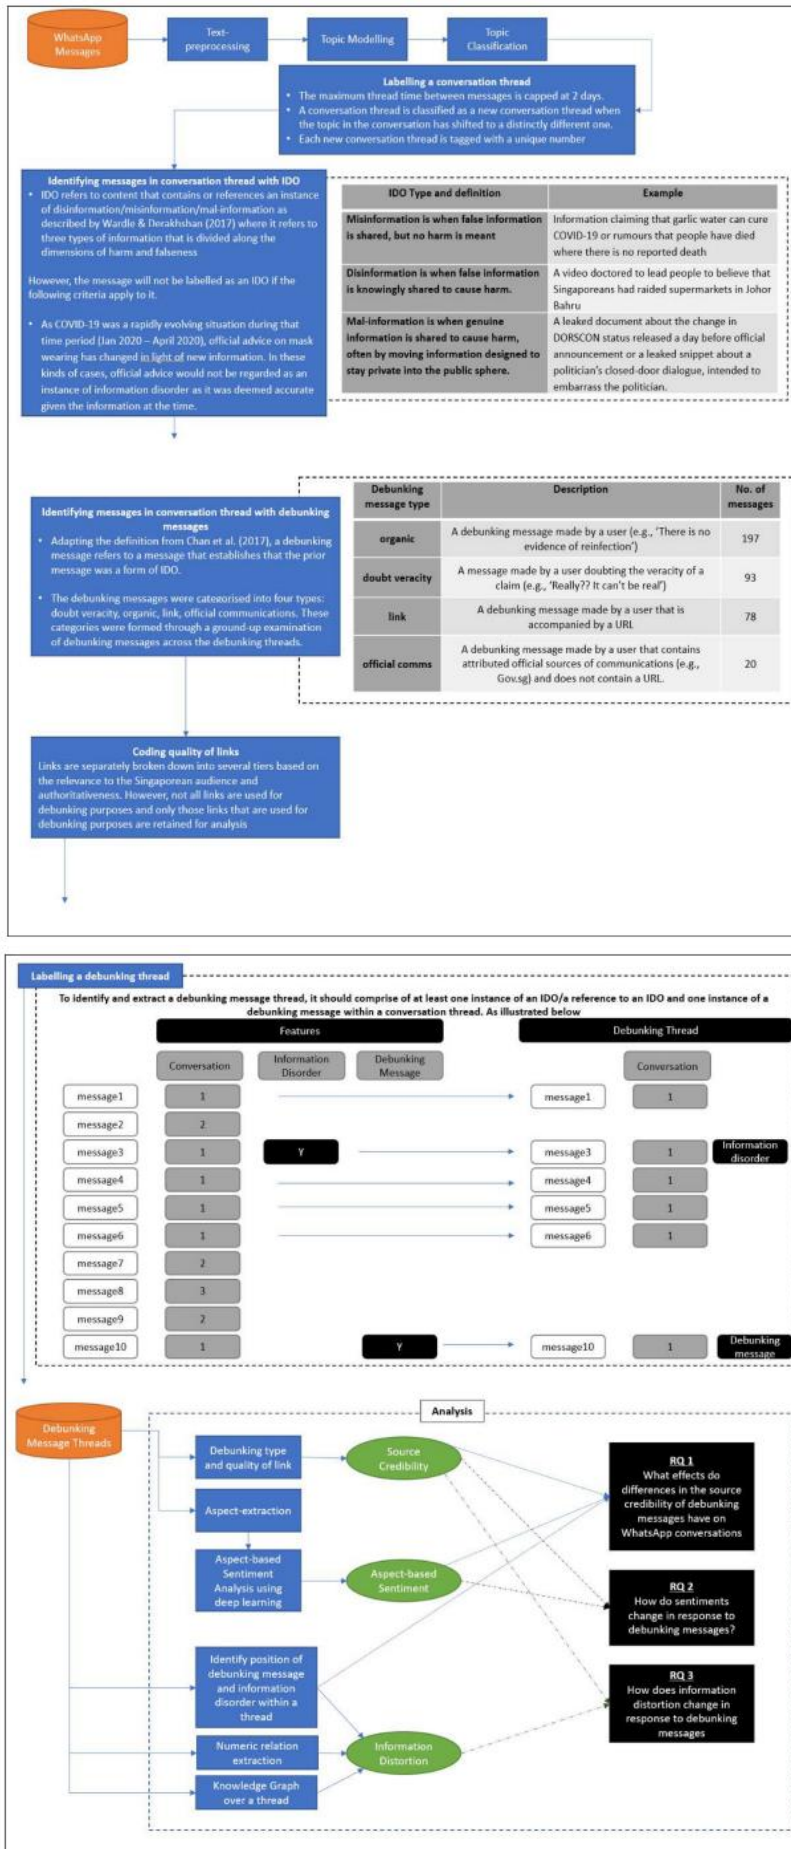 WhatsApp
Messages
Text-
preprocessing
Topic Modelling
Topic
Classification
Labelling a conversation thread
• The maximum thread time between messages is capped at 2 days.
• A conversation thread is classified as a new conversation thread when
the topic in the conversation has shifted to a distinctly different one.
• Each new conversation thread is tagged with a unique number
Identifying messages in conversation thread with IDO
• IDO refers to content that contains or references an instance
of disinformation/misinformation/mal-information as
described by Wardle & Derakhshan (2017) where it refers to
three types of information that is divided along the
dimensions of harm and falseness
However, the message will not be labelled as an IDO if the
following criteria apply to it.
• As COVID-19 was a rapidly evolving situation during that
time period (Jan 2020 – April 2020), official advice on mask
wearing has changed in light of new information. In these
kinds of cases, official advice would not be regarded as an
instance of information disorder as it was deemed accurate
given the information at the time.
IDO Type and definition
Example
Misinformation is when false information
is shared, but no harm is meant
Information claiming that garlic water can cure
COVID-19 or rumours that people have died
where there is no reported death
Disinformation is when false information
is knowingly shared to cause harm.
A video doctored to lead people to believe that
Singaporeans had raided supermarkets in Johor
Bahru
Mal-information is when genuine
information is shared to cause harm,
often by moving information designed to
stay private into the public sphere.
A leaked document about the change in
DORSCON status released a day before official
announcement or a leaked snippet about a
politician's closed-door dialogue, intended to
embarrass the politician.
Identifying messages in conversation thread with debunking
messages
• Adapting the definition from Chan et al. (2017), a debunking
message refers to a message that establishes that the prior
message was a form of IDO.
• The debunking messages were categorised into four types:
doubt veracity, organic, link, official communications. These
categories were formed through a ground-up examination
of debunking messages across the debunking threads.
Debunking
message type
Description
No. of
messages
organic
A debunking message made by a user (e.g., 'There is no
evidence of reinfection')
197
doubt veracity
A message made by a user doubting the veracity of a
claim (e.g., 'Really?? It can't be real')
93
link
A debunking message made by a user that is
accompanied by a URL
78
official comms
A debunking message made by a user that contains
attributed official sources of communications (e.g.,
Gov.sg) and does not contain a URL.
20
Coding quality of links
Links are separately broken down into several tiers based on
the relevance to the Singaporean audience and
authoritativeness. However, not all links are used for
debunking purposes and only those links that are used for
debunking purposes are retained for analysis
Labelling a debunking thread
To identify and extract a debunking message thread, it should comprise of at least one instance of an IDO/a reference to an IDO and one instance of a
debunking message within a conversation thread. As illustrated below
Features
Debunking Thread
Conversation
Information
Disorder
Debunking
Message
Conversation
message1 1 message1 1
message2 2
message3 1 Y message3 1 Information
disorder
message4 1 message4 1
message5 1 message5 1
message6 1 message6 1
message7 2
message8 3
message9 2
message10 1 Y message10 1 Debunking
message
Debunking
Message Threads
Analysis
Debunking type
and quality of link
Source
Credibility
Aspect-extraction
Aspect-based
Sentiment
Analysis using
deep learning
Aspect-based
Sentiment
Identify position of
debunking message
and information
disorder within a
thread
Numeric relation
extraction
Information
Distortion
Knowledge Graph
over a thread
RQ 1
What effects do
differences in the source
credibility of debunking
messages have on
WhatsApp conversations
RQ 2
How do sentiments
change in response to
debunking messages?
RQ 3
How does information
distortion change in
response to debunking
messages